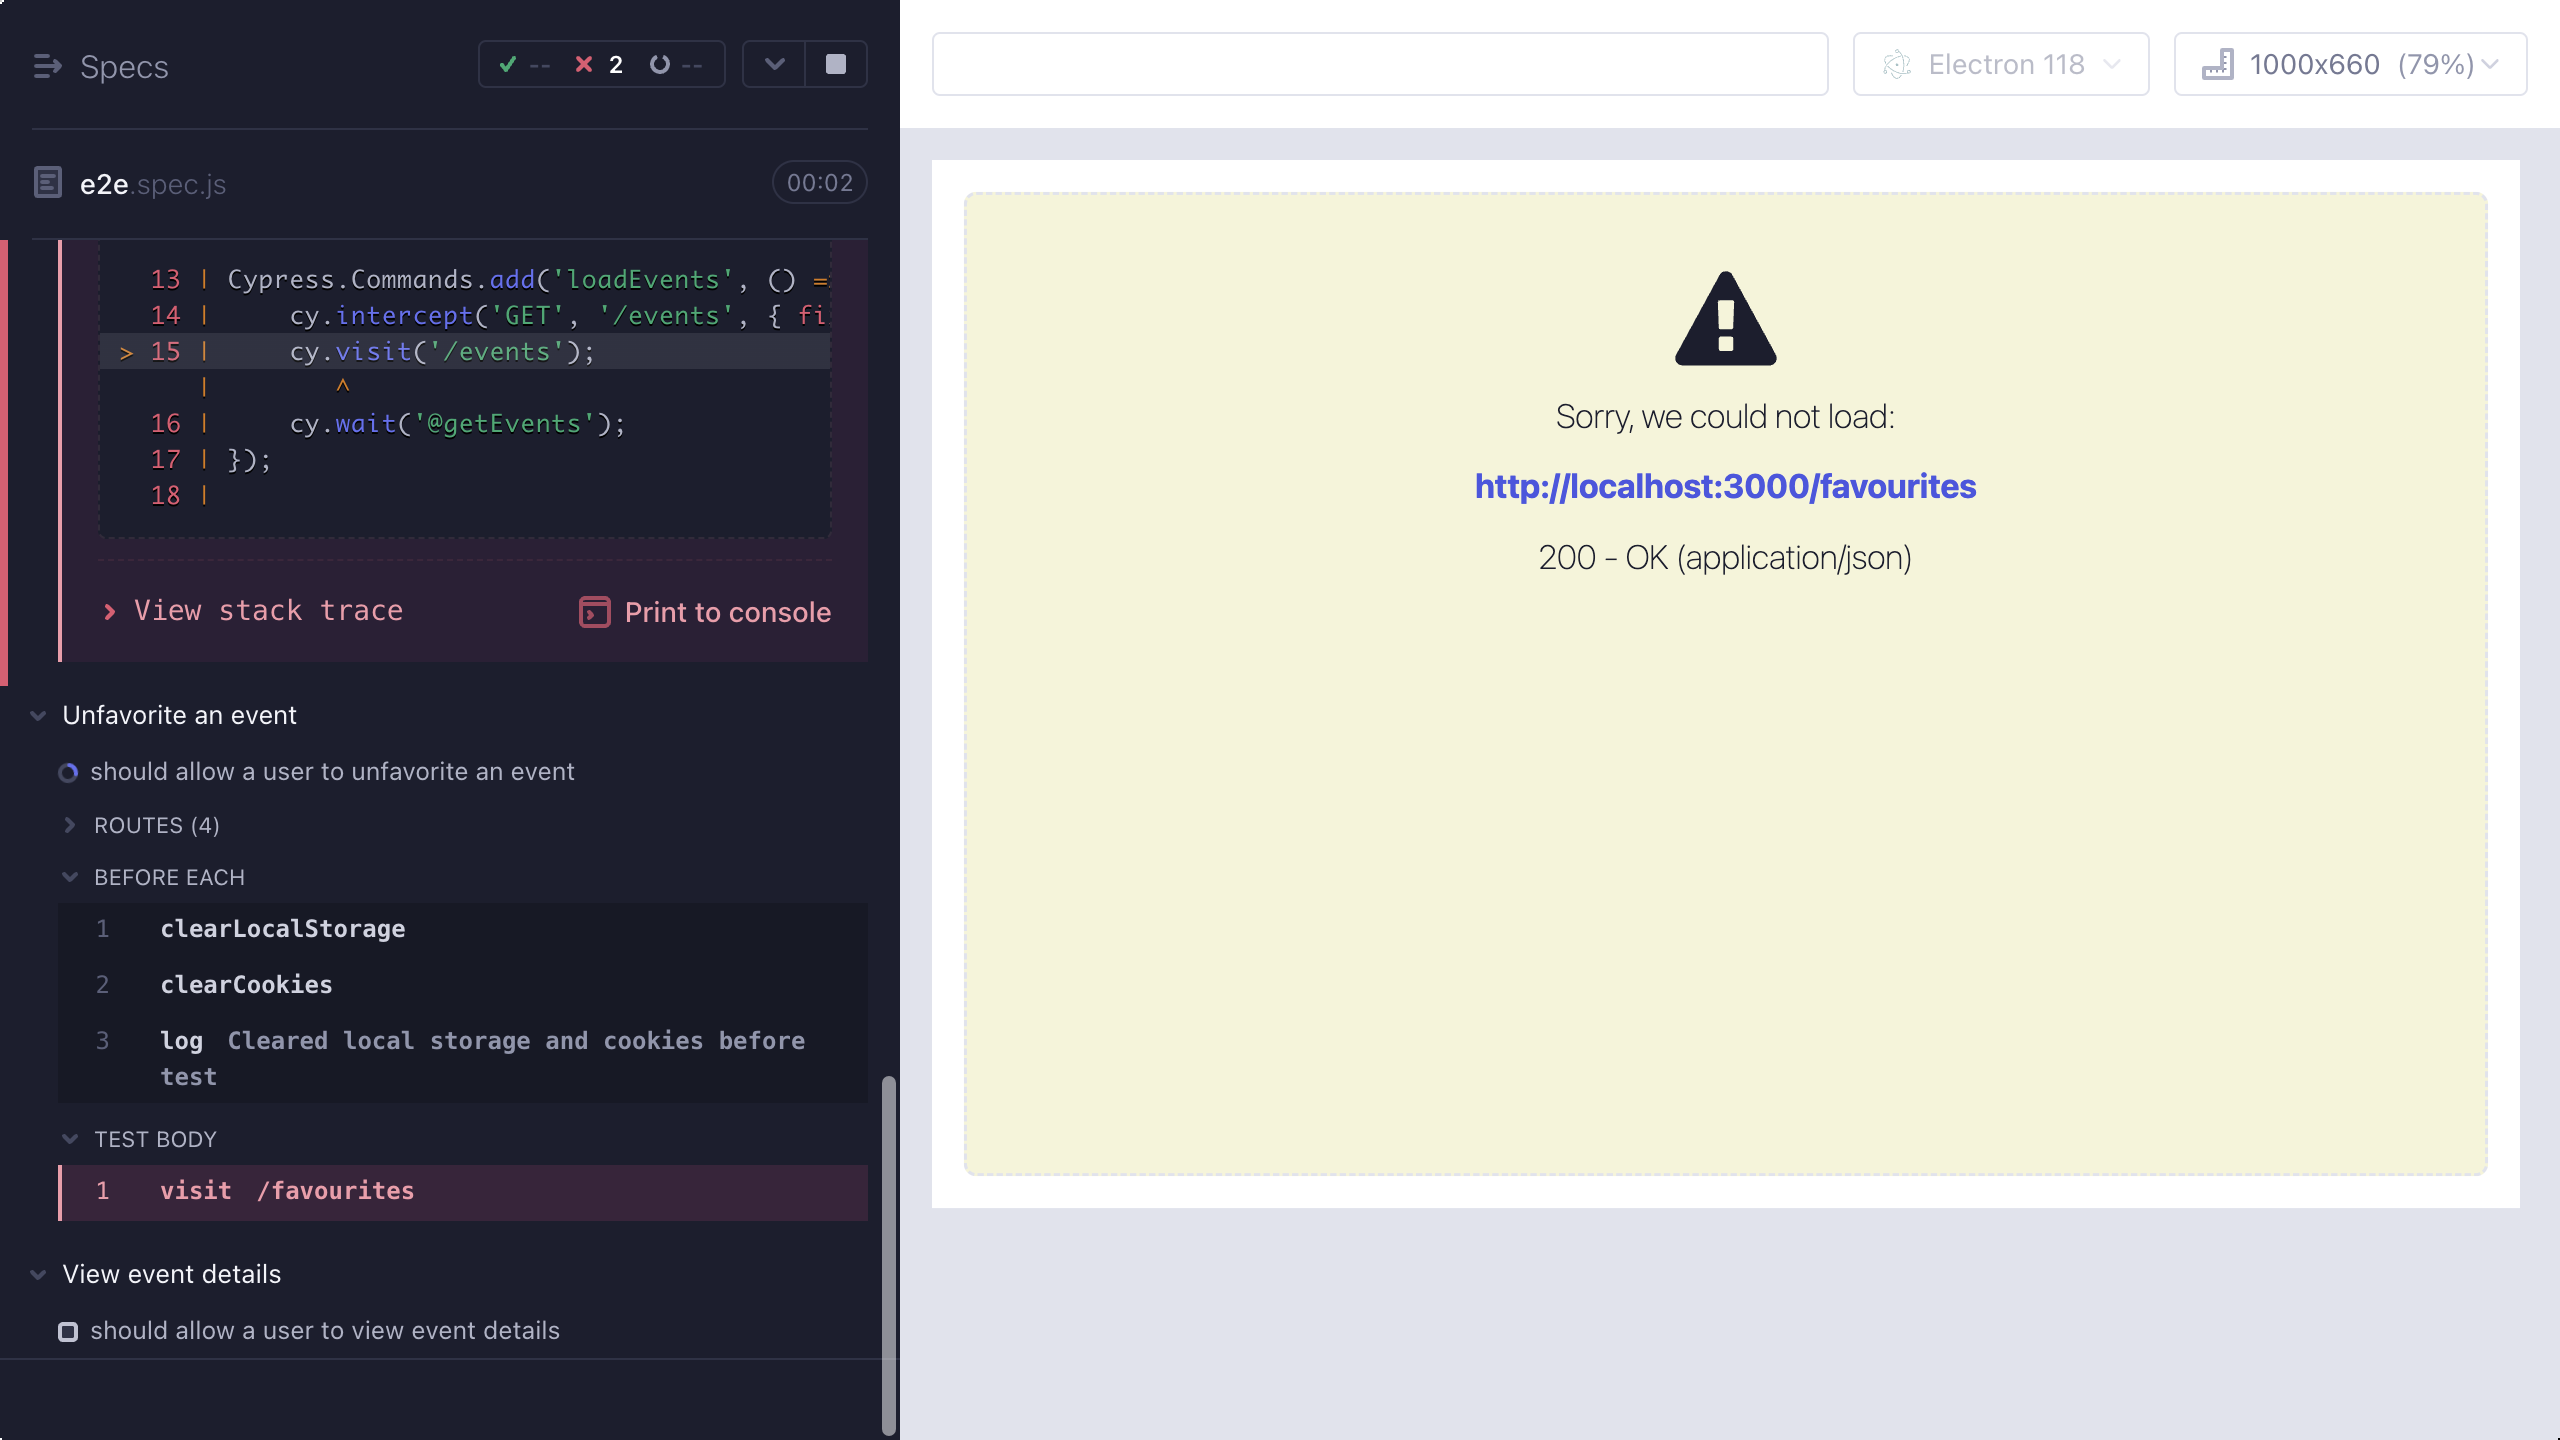 Specs
--
2
--
e2e.spec.js
00:02
13 | Cypress.Commands.add('loadEvents', () =
14 | cy.intercept('GET', '/events', { fi
> 15 | cy.visit('/events');
| ^
16 | cy.wait('@getEvents');
17 | });
18 |
View stack trace
Print to console
Unfavorite an event
should allow a user to unfavorite an event
ROUTES (4)
BEFORE EACH
1 clearLocalStorage
2 clearCookies
3 log Cleared local storage and cookies before
test
TEST BODY
1 visit /favourites
View event details
should allow a user to view event details
Electron 118
1000x660 (79%)
Sorry, we could not load:
http://localhost:3000/favourites
200 - OK (application/json)